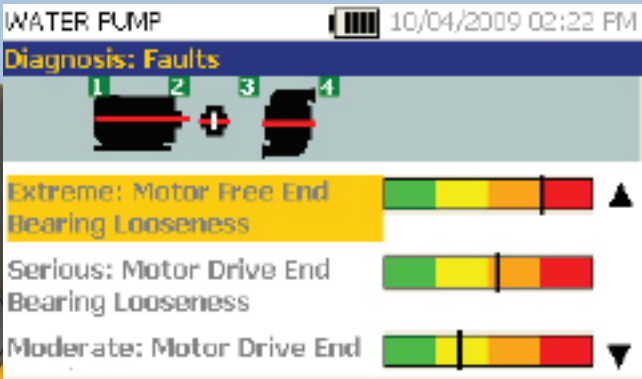 WATER PUMP 10/04/2009 02:22 PM
Diagnosis: Faults
1 2 3 4
Extreme: Motor Free End
Bearing Looseness
Serious: Motor Drive End
Bearing Looseness
Moderate: Motor Drive End